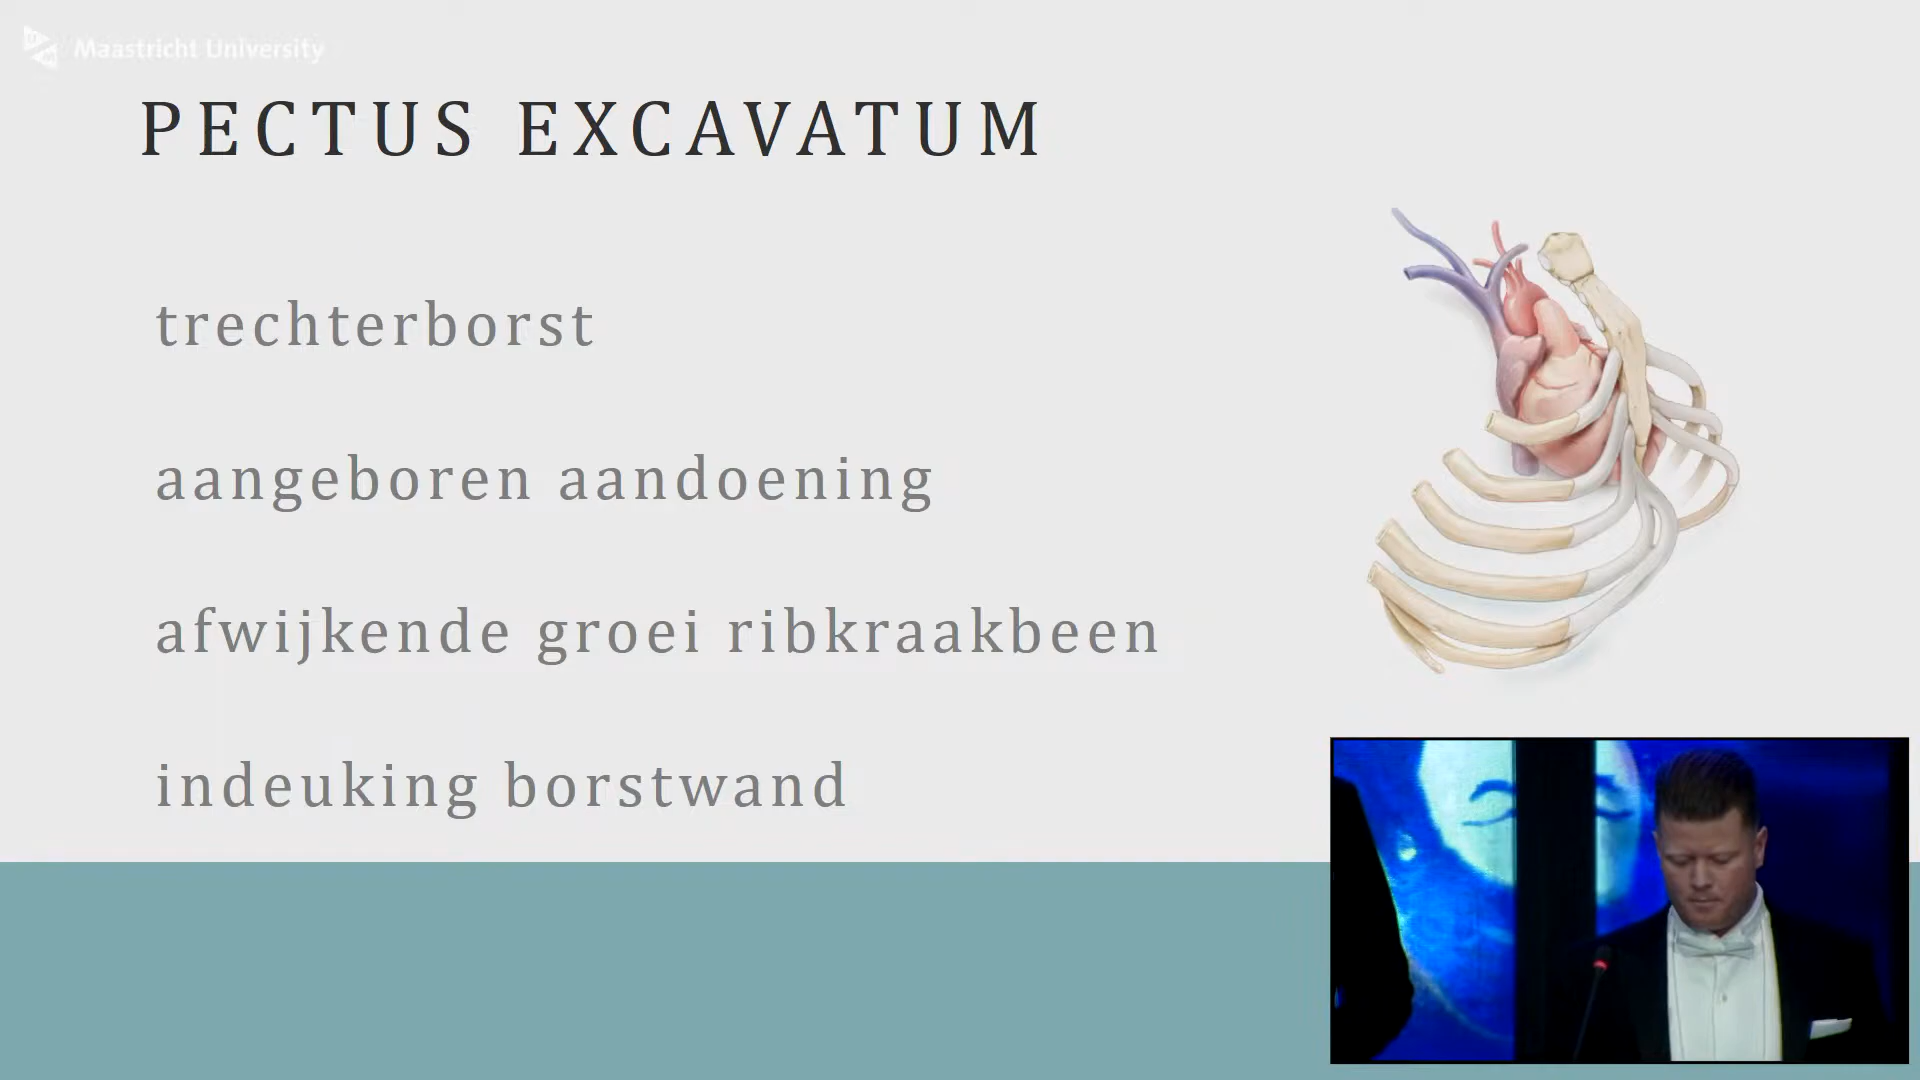 Maastricht University
PECTUS EXCAVATUM
trechterborst
aangeboren aandoening
afwijkende groei ribkraakbeen
indeuking borstwand